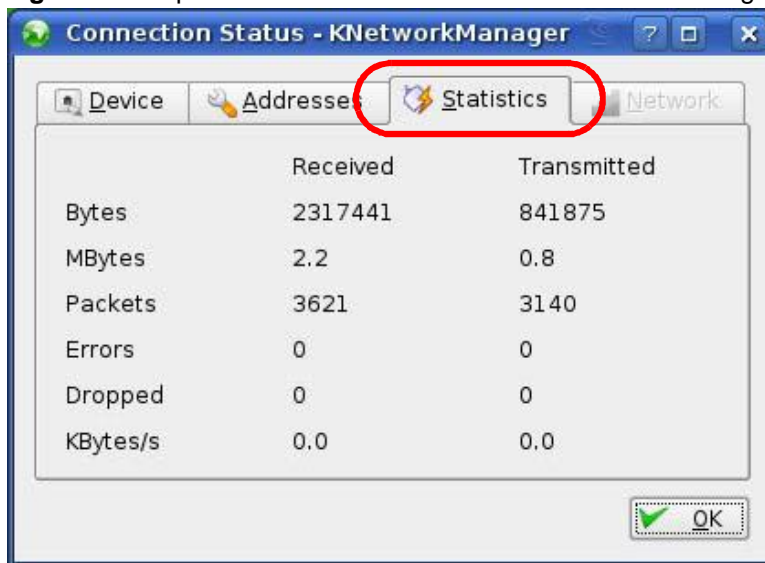 Connection Status - KNetworkManager
Device Addresses Statistics Network
Received Transmitted
Bytes 2317441 841875
MBytes 2.2 0.8
Packets 3621 3140
Errors 0 0
Dropped 0 0
KBytes/s 0.0 0.0
OK